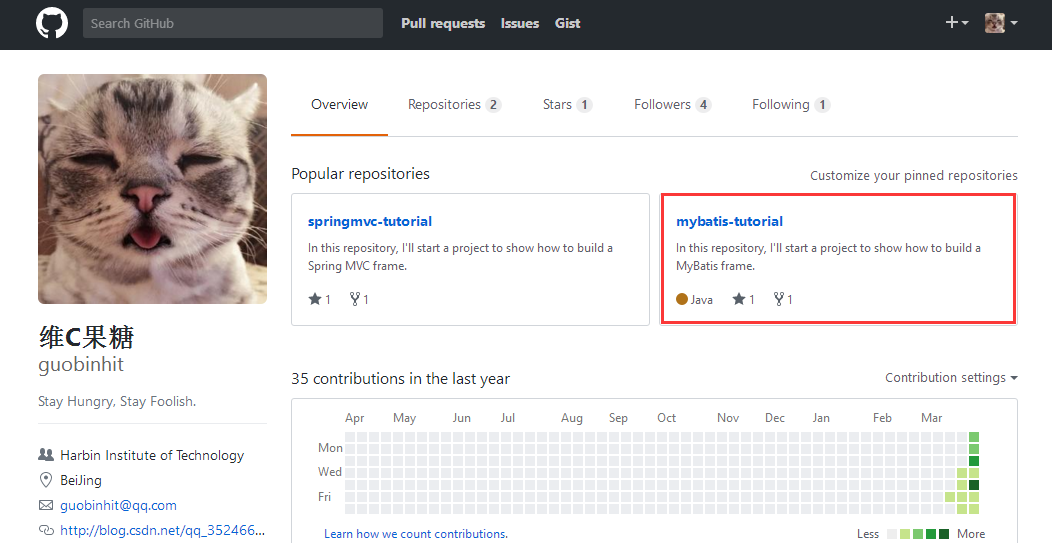 Search GitHub
Pull requests Issues Gist
Overview Repositories 2 Stars 1 Followers 4 Following 1
Popular repositories
Customize your pinned repositories
springmvc-tutorial
In this repository, I'll start a project to show how to build a
Spring MVC frame.
1 1
mybatis-tutorial
In this repository, I'll start a project to show how to build a
MyBatis frame.
Java 1 1
维C果糖
guobinhit
Stay Hungry, Stay Foolish.
Harbin Institute of Technology
BeiJing
guobinhit@qq.com
http://blog.csdn.net/qq_352466...
35 contributions in the last year
Contribution settings
Apr May Jun Jul Aug Sep Oct Nov Dec Jan Feb Mar
Mon
Wed
Fri
Learn how we count contributions.
Less More